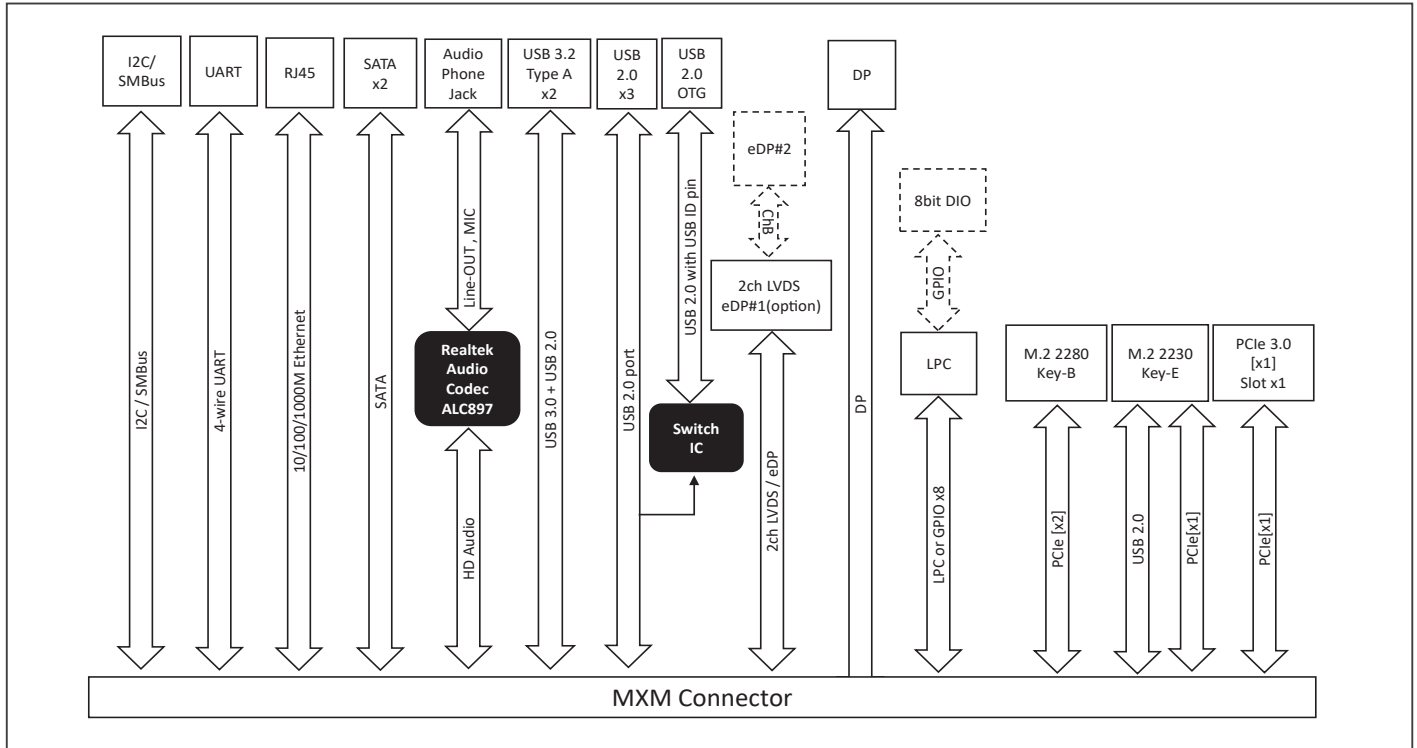 I2C/
SMBus
UART
RJ45
SATA
x2
Audio
Phone
Jack
USB 3.2
Type A
x2
USB
2.0
x3
USB
2.0
OTG
DP
eDP#2
8bit DIO
ChB
GPIO
2ch LVDS
eDP#1(option)
LPC
M.2 2280
Key-B
M.2 2230
Key-E
PCIe 3.0
[x1]
Slot x1
Realtek
Audio
Codec
ALC897
Switch
IC
I2C / SMBus
4-wire UART
10/100/1000M Ethernet
SATA
Line-OUT , MIC
HD Audio
USB 3.0 + USB 2.0
USB 2.0 port
USB 2.0 with USB ID pin
2ch LVDS / eDP
DP
LPC or GPIO x8
PCIe [x2]
USB 2.0
PCIe[x1]
PCIe[x1]
MXM Connector